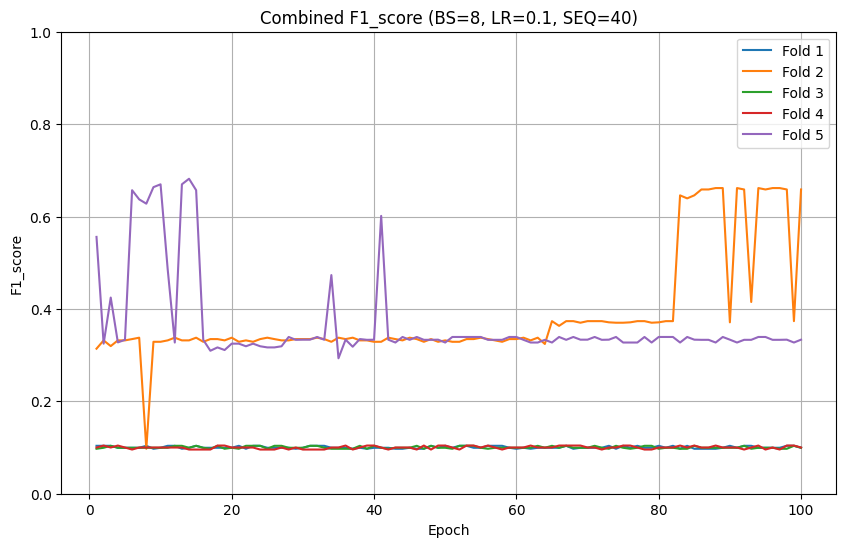 Combined F1_score (BS=8, LR=0.1, SEQ=40)
1.0
0.8
0.6
0.4
0.2
0.0
F1_score
0
20
40
60
80
100
Epoch
Fold 1
Fold 2
Fold 3
Fold 4
Fold 5